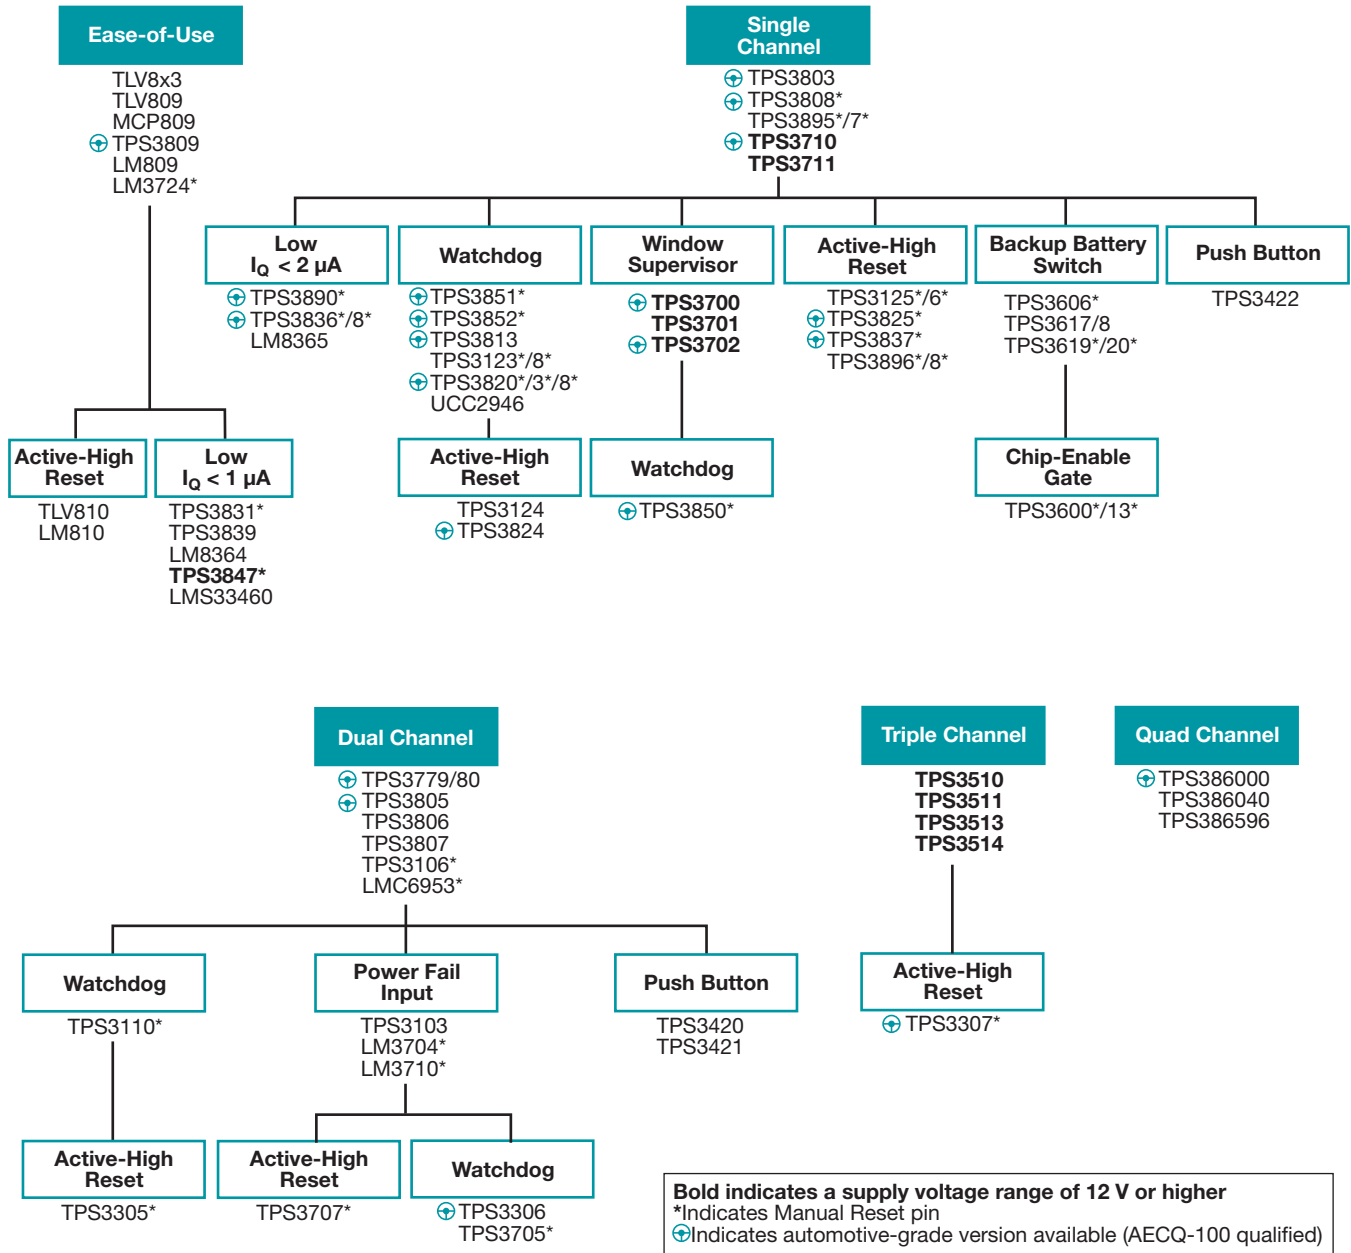 Ease-of-Use
TLV8x3
TLV809
MCP809
TPS3809
LM809
LM3724*
Active-High
Reset
TLV810
LM810
Low
IQ < 1 µA
TPS3831*
TPS3839
LM8364
TPS3847*
LMS33460
Single
Channel
TPS3803
TPS3808*
TPS3895*/7*
TPS3710
TPS3711
Low
IQ < 2 µA
TPS3890*
TPS3836*/8*
LM8365
Watchdog
TPS3851*
TPS3852*
TPS3813
TPS3123*/8*
TPS3820*/3*/8*
UCC2946
Active-High
Reset
TPS3124
TPS3824
Window
Supervisor
TPS3700
TPS3701
TPS3702
Watchdog
TPS3850*
Active-High
Reset
TPS3125*/6*
TPS3825*
TPS3837*
TPS3896*/8*
Backup Battery
Switch
TPS3606*
TPS3617/8
TPS3619*/20*
Chip-Enable
Gate
TPS3600*/13*
Push Button
TPS3422
Dual Channel
TPS3779/80
TPS3805
TPS3806
TPS3807
TPS3106*
LMC6953*
Watchdog
TPS3110*
Active-High
Reset
TPS3305*
Power Fail
Input
TPS3103
LM3704*
LM3710*
Active-High
Reset
TPS3707*
Watchdog
TPS3306
TPS3705*
Push Button
TPS3420
TPS3421
Triple Channel
TPS3510
TPS3511
TPS3513
TPS3514
Active-High
Reset
TPS3307*
Quad Channel
TPS386000
TPS386040
TPS386596
Bold indicates a supply voltage range of 12 V or higher
*Indicates Manual Reset pin
Indicates automotive-grade version available (AECQ-100 qualified)